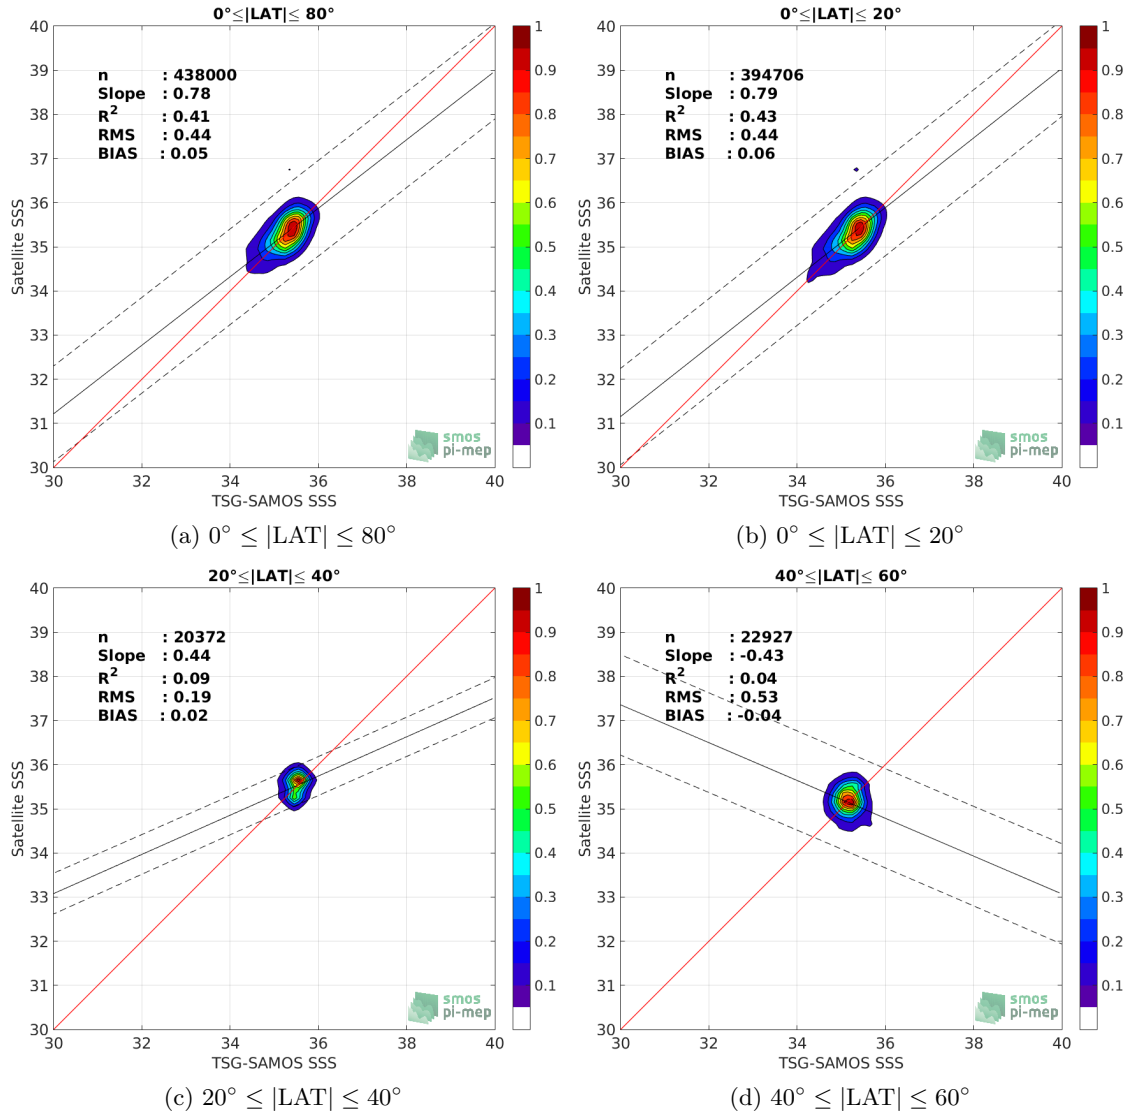 0°≤|LAT|≤ 80°
n : 438000
Slope : 0.78
R² : 0.41
RMS : 0.44
BIAS : 0.05
40
39
38
37
36
35
34
33
32
31
30
Satellite SSS
30 32 34 36 38 40
TSG-SAMOS SSS
1
0.9
0.8
0.7
0.6
0.5
0.4
0.3
0.2
0.1
smos
pi-mep
(a) 0° ≤ |LAT| ≤ 80°
0°≤|LAT|≤ 20°
n : 394706
Slope : 0.79
R² : 0.43
RMS : 0.44
BIAS : 0.06
40
39
38
37
36
35
34
33
32
31
30
Satellite SSS
30 32 34 36 38 40
TSG-SAMOS SSS
1
0.9
0.8
0.7
0.6
0.5
0.4
0.3
0.2
0.1
smos
pi-mep
(b) 0° ≤ |LAT| ≤ 20°
20°≤|LAT|≤ 40°
n : 20372
Slope : 0.44
R² : 0.09
RMS : 0.19
BIAS : 0.02
40
39
38
37
36
35
34
33
32
31
30
Satellite SSS
30 32 34 36 38 40
TSG-SAMOS SSS
1
0.9
0.8
0.7
0.6
0.5
0.4
0.3
0.2
0.1
smos
pi-mep
(c) 20° ≤ |LAT| ≤ 40°
40°≤|LAT|≤ 60°
n : 22927
Slope : -0.43
R² : 0.04
RMS : 0.53
BIAS : -0.04
40
39
38
37
36
35
34
33
32
31
30
Satellite SSS
30 32 34 36 38 40
TSG-SAMOS SSS
1
0.9
0.8
0.7
0.6
0.5
0.4
0.3
0.2
0.1
smos
pi-mep
(d) 40° ≤ |LAT| ≤ 60°